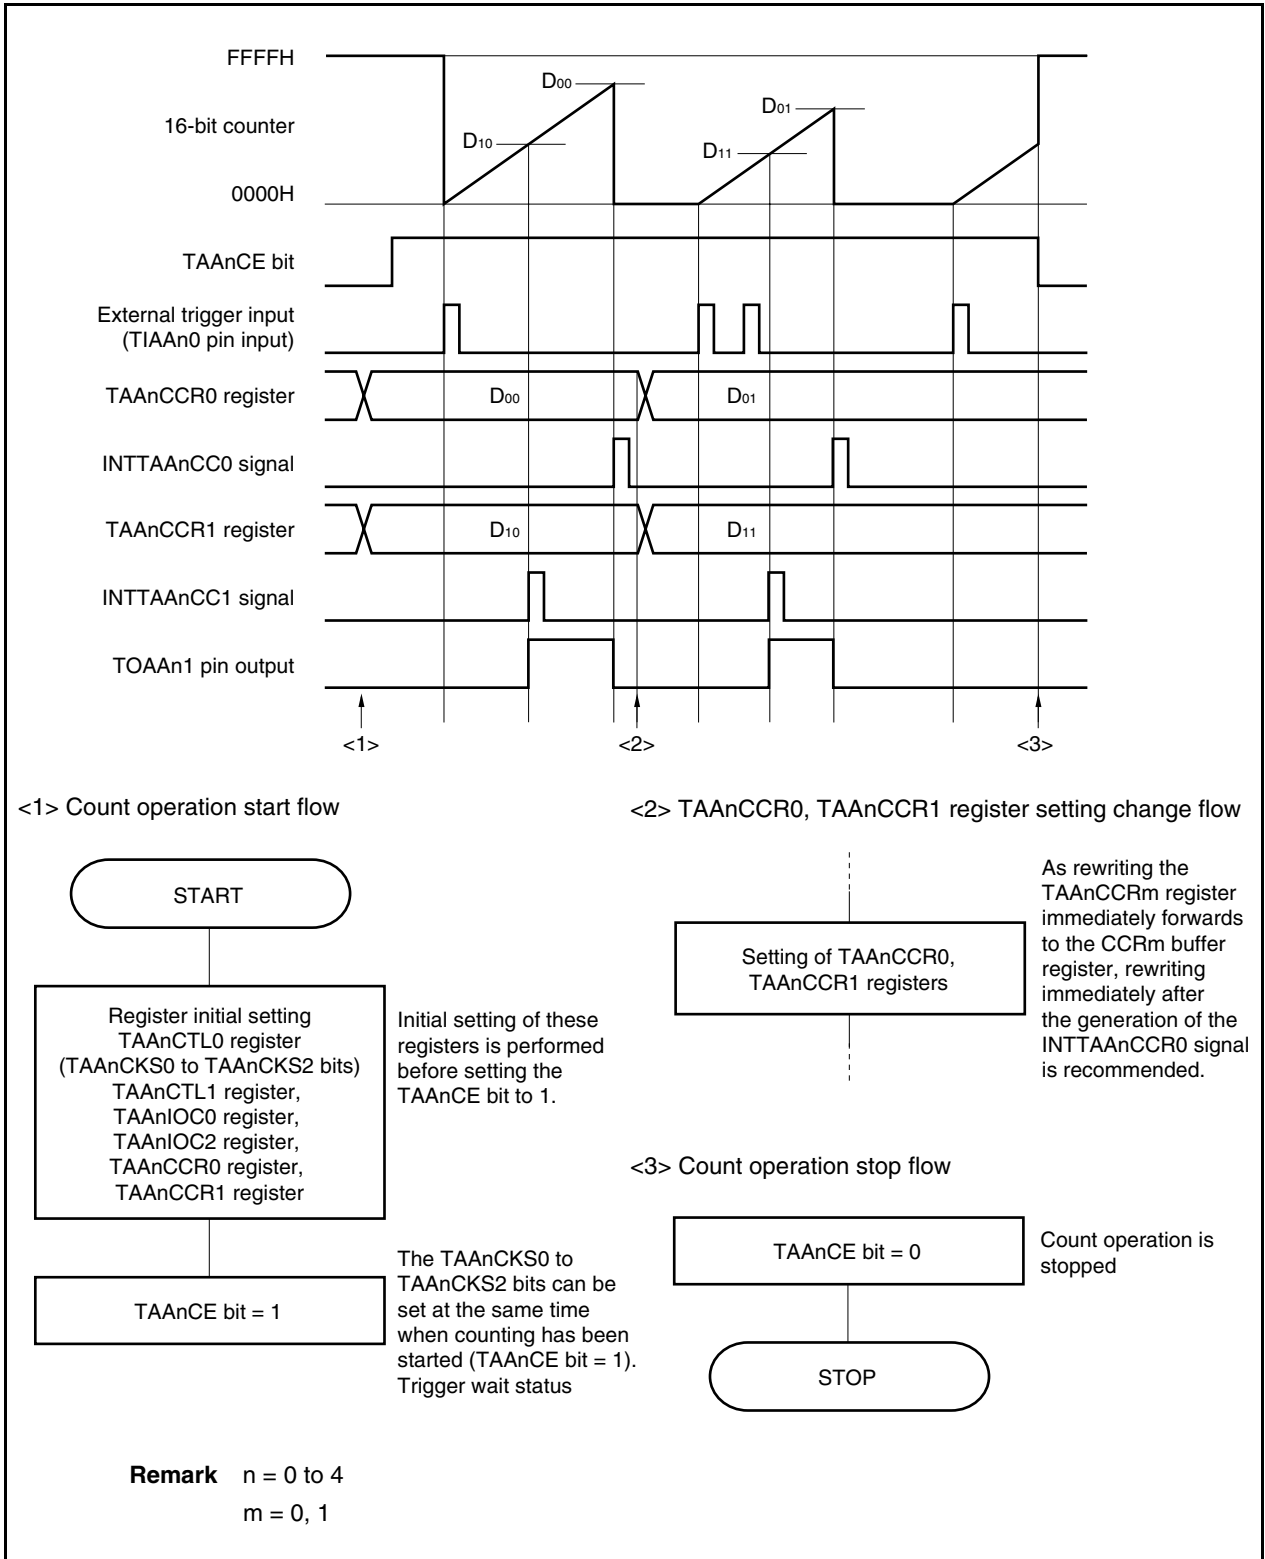 FFFFH
D00
D01
16-bit counter
D10
D11
0000H
TAAnCE bit
External trigger input
(TIAAn0 pin input)
TAAnCCR0 register
D00
D01
INTTAAnCC0 signal
TAAnCCR1 register
D10
D11
INTTAAnCC1 signal
TOAAn1 pin output
<1>
<2>
<3>
<1> Count operation start flow
START
Register initial setting
TAAnCTL0 register
(TAAnCKS0 to TAAnCKS2 bits)
TAAnCTL1 register,
TAAnIOC0 register,
TAAnIOC2 register,
TAAnCCR0 register,
TAAnCCR1 register
Initial setting of these
registers is performed
before setting the
TAAnCE bit to 1.
TAAnCE bit = 1
The TAAnCKS0 to
TAAnCKS2 bits can be
set at the same time
when counting has been
started (TAAnCE bit = 1).
Trigger wait status
<2> TAAnCCR0, TAAnCCR1 register setting change flow
Setting of TAAnCCR0,
TAAnCCR1 registers
As rewriting the
TAAnCCRm register
immediately forwards
to the CCRm buffer
register, rewriting
immediately after
the generation of the
INTTAAnCCR0 signal
is recommended.
<3> Count operation stop flow
TAAnCE bit = 0
Count operation is
stopped
STOP
Remark n = 0 to 4
m = 0, 1